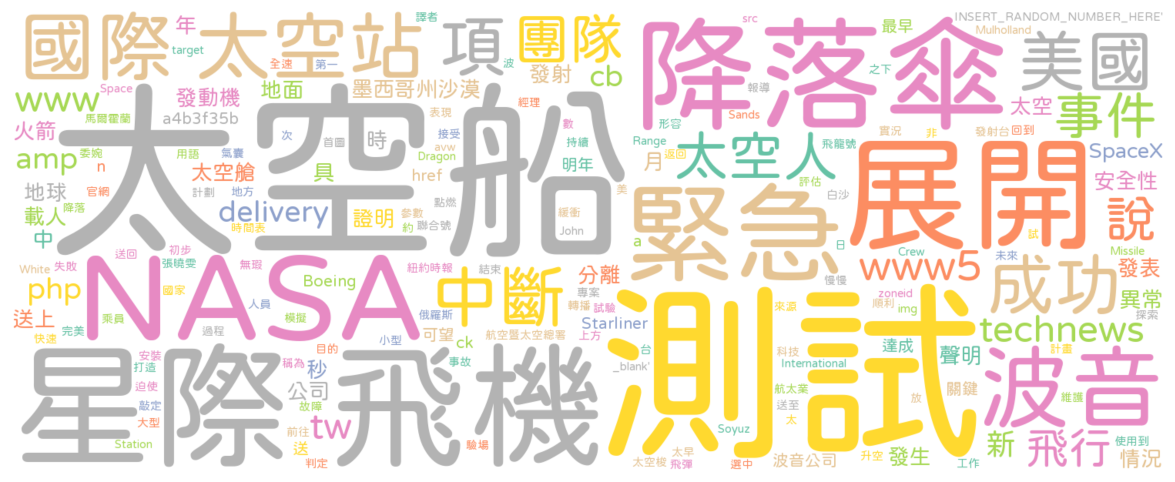 國際太空站
年
譯者
項
團隊
降落傘
最早
src
INSERT_RANDOM_NUMBER_HERE'
Mulholland
美國
target
全速
第一
波
發射
cb
之下
Space
發動機
地面
墨西哥州沙漠
www
太空船
a4b3f35b
馬爾霍蘭
表現
經理
數
Sands
報導
太空
事件
火箭
次
首圖
時
接受
持續
形容
Range
太空人
飛龍號
實況
非
發射台
回到
amp
委婉
用語
氣囊
avw
Dragon
明年
月
返回
展開
SpaceX
n
太空艙
具
href
評估
安全性
地球
官網
計劃
地方
點燃
美
緊急
白沙
載人
降落
delivery
證明
參數
約
聯合號
緩衝
說
中
時間表
John
a
日
Crew
試
未來
Missile
送回
初步
無瑕
紐約時報
結束
慢慢
www5
White
失敗
張曉雯
NASA
中斷
專案
分離
zoneid
成功
發表
php
國家
Boeing
轉播
試驗
來源
順利
img
異常
探索
送上
乘員
人員
模擬
俄羅斯
Starliner
測試
technews
快速
完美
過程
可望
航空暨太空總署
上方
科技
達成
計畫
小型
ck
台
_blank'
International
聲明
波音
星際飛機
安裝
稱為
目的
事故
打造
秒
航太業
關鍵
迫使
公司
送至
放
維護
敲定
故障
tw
太
大型
前往
Soyuz
新
飛行
使用到
Station
送
判定
驗場
太空梭
太早
飛彈
選中
波音公司
升空
發生
工作
情況